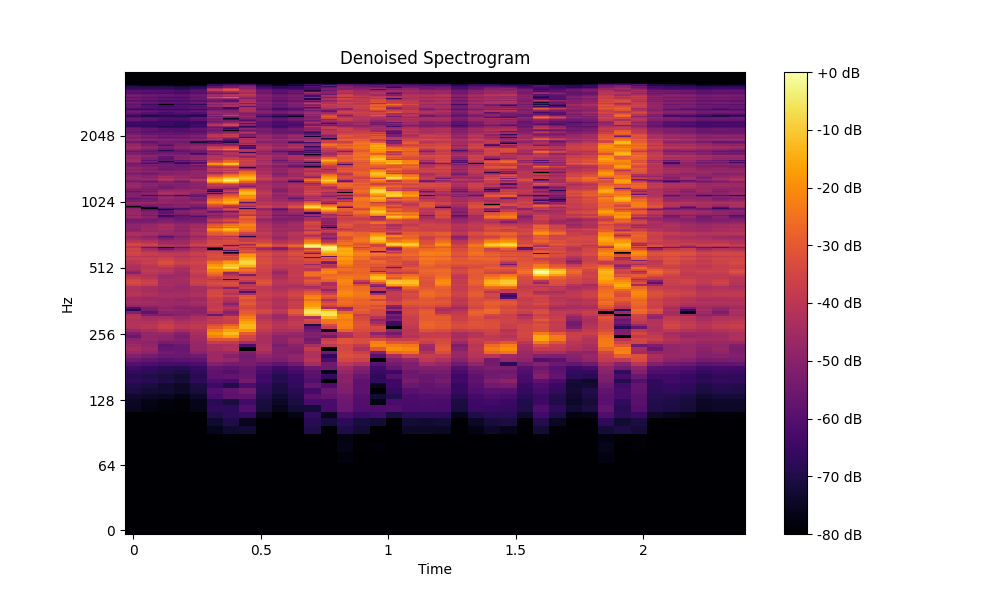 Denoised Spectrogram
Hz
2048
1024
512
256
128
64
0
0
0.5
1
1.5
2
Time
+0 dB
-10 dB
-20 dB
-30 dB
-40 dB
-50 dB
-60 dB
-70 dB
-80 dB